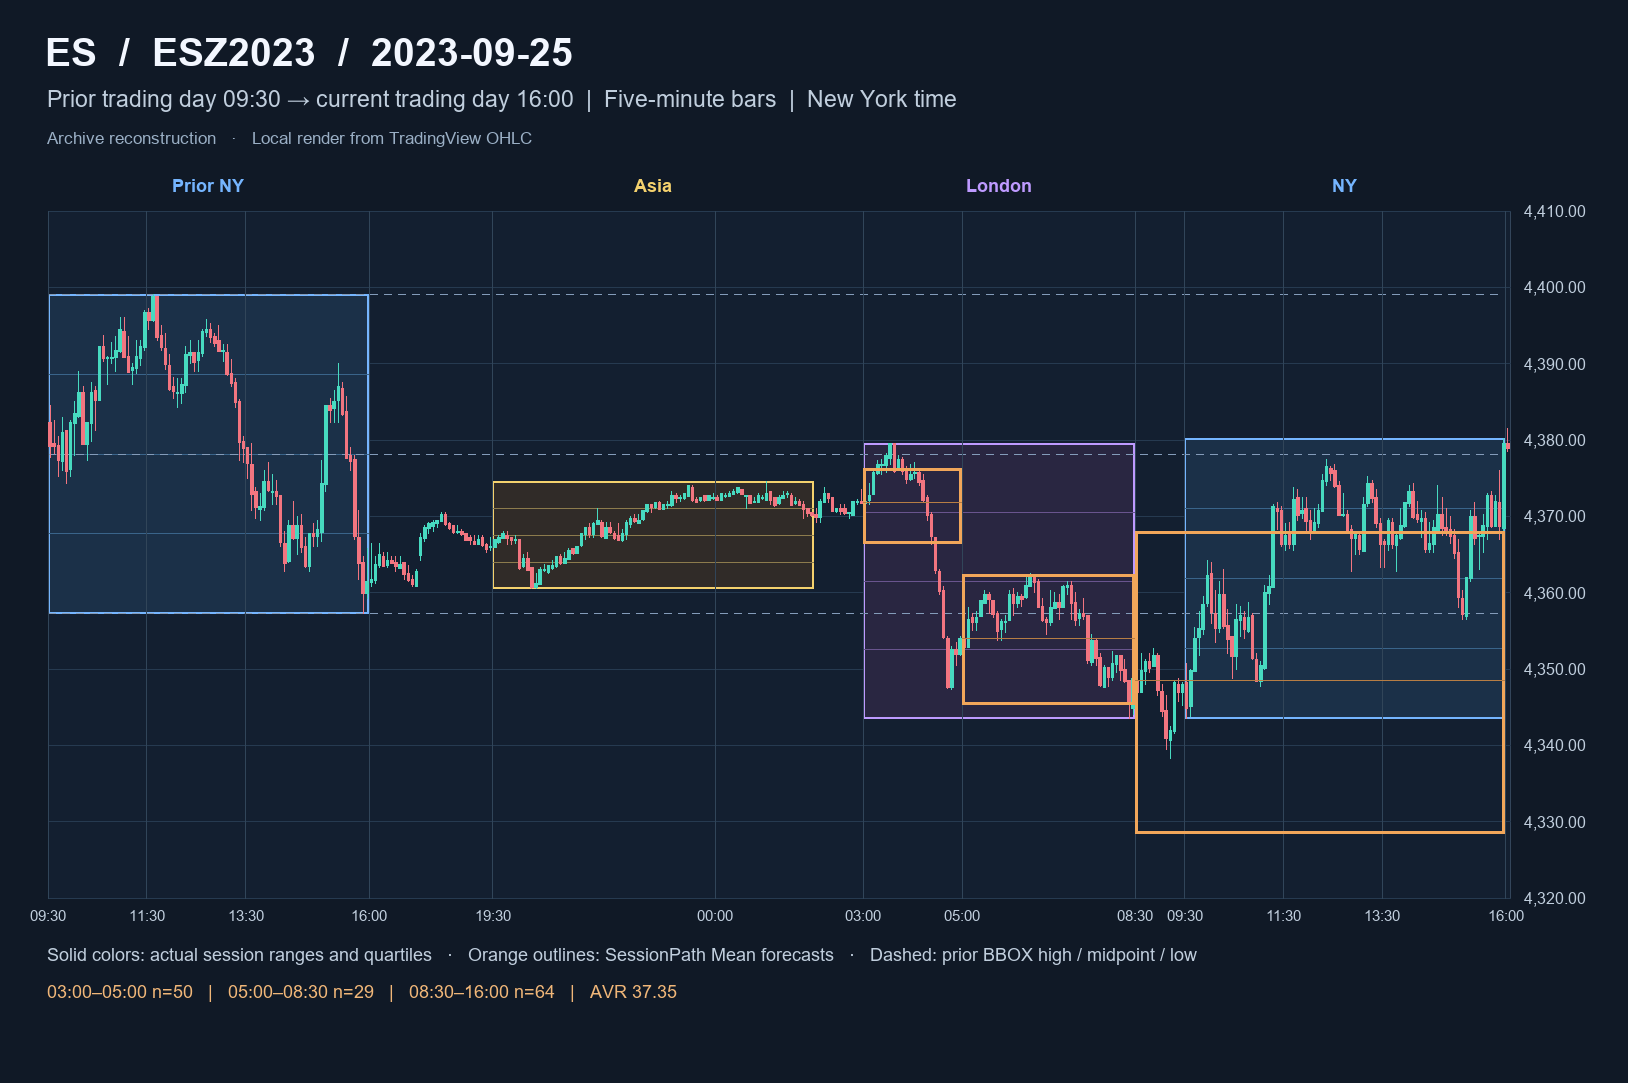 ES / ESZ2023 / 2023-09-25
Prior trading day 09:30 → current trading day 16:00 | Five-minute bars | New York time
Archive reconstruction · Local render from TradingView OHLC
Prior NY Asia London NY
4,410.00
4,400.00
4,390.00
4,380.00
4,370.00
4,360.00
4,350.00
4,340.00
4,330.00
4,320.00
09:30 11:30 13:30 16:00 19:30 00:00 03:00 05:00 08:30 09:30 11:30 13:30 16:00
Solid colors: actual session ranges and quartiles · Orange outlines: SessionPath Mean forecasts · Dashed: prior BBOX high / midpoint / low
03:00–05:00 n=50 | 05:00–08:30 n=29 | 08:30–16:00 n=64 | AVR 37.35